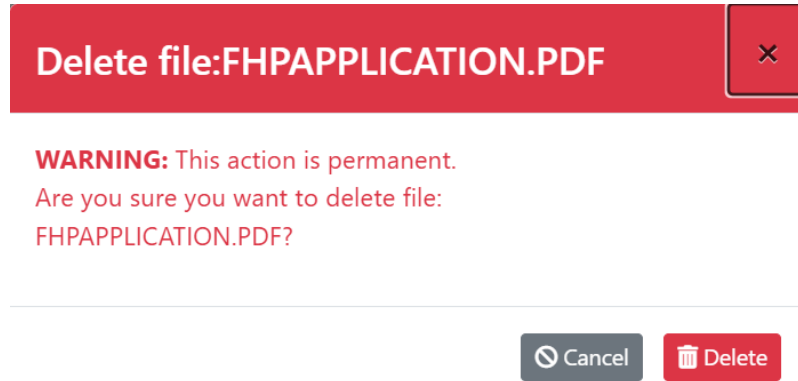 Delete file:FHPAPPLICATION.PDF
×
WARNING: This action is permanent.
Are you sure you want to delete file:
FHPAPPLICATION.PDF?
Cancel
Delete